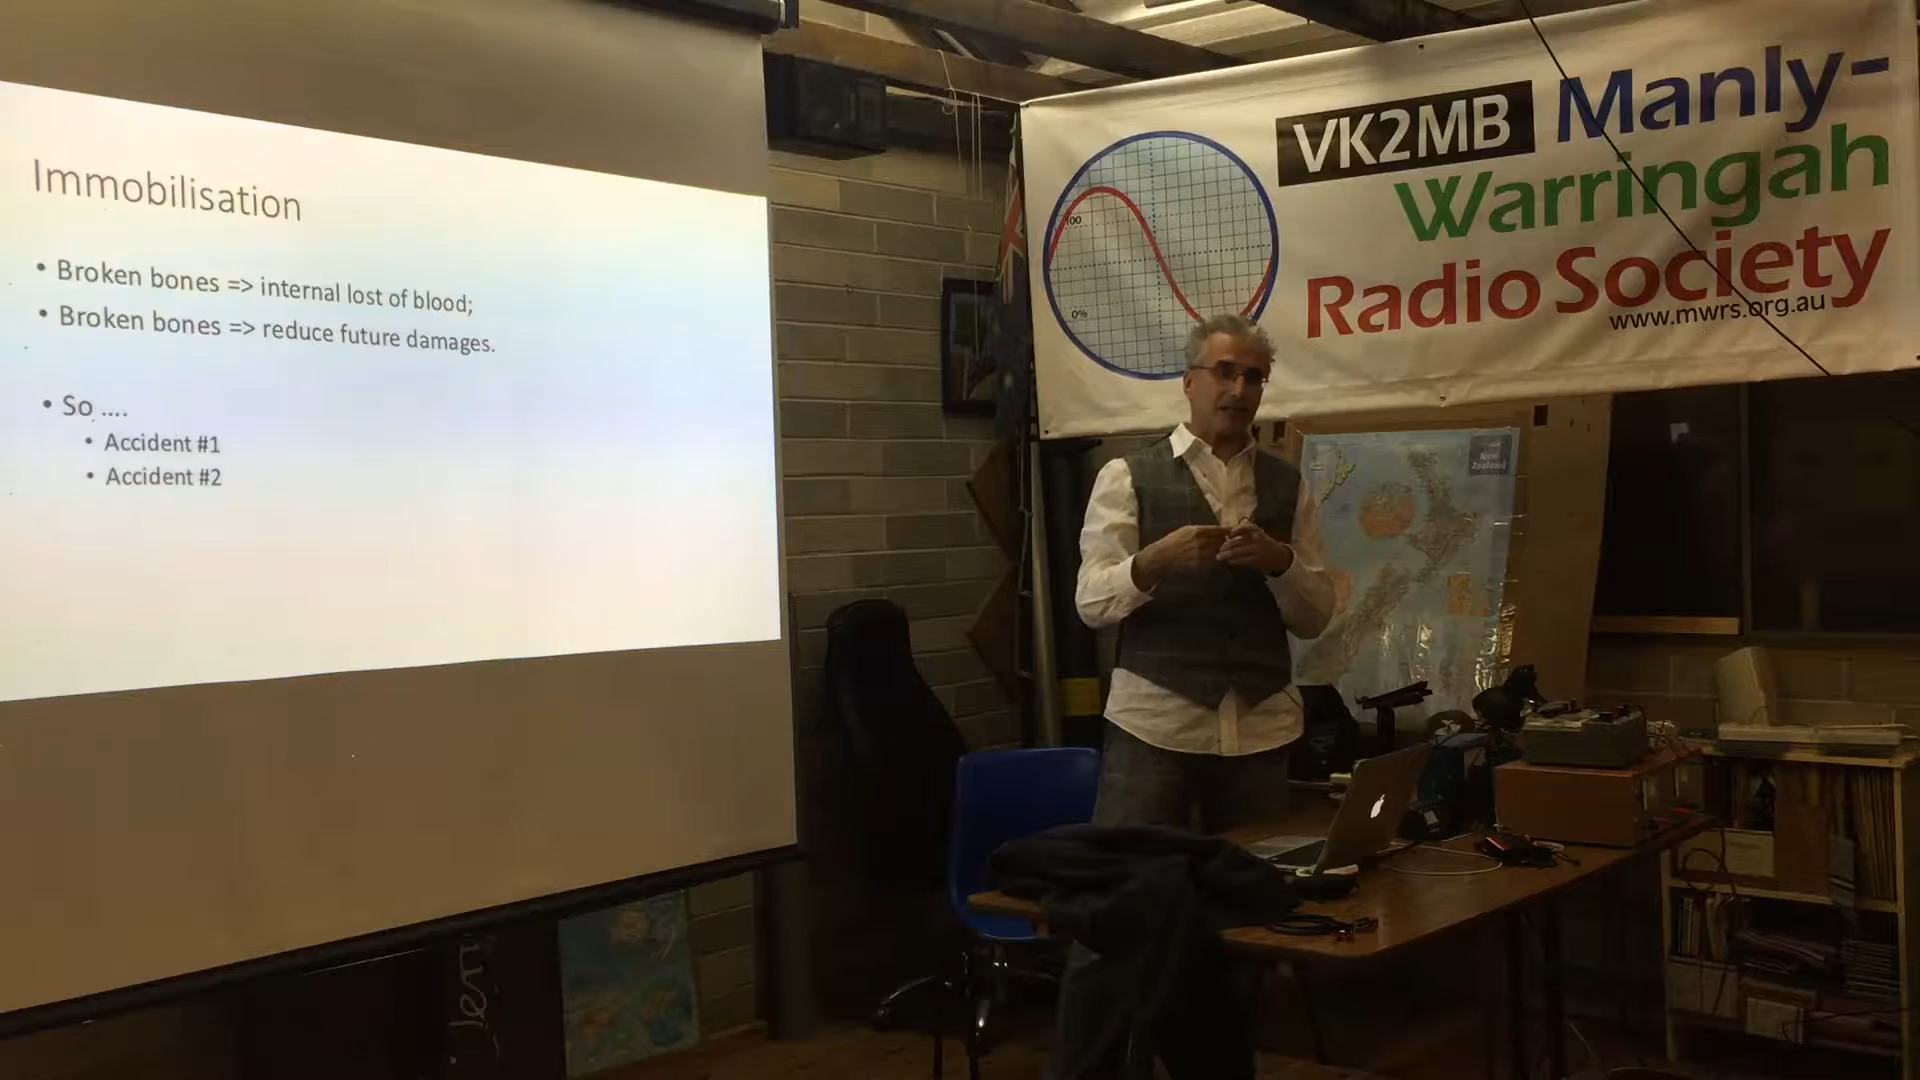 Immobilisation
• Broken bones => internal lost of blood;
• Broken bones => reduce future damages.
• So ....
• Accident #1
• Accident #2
VK2MB Manly-
Warringah
Radio Society
www.mwrs.org.au
100
0%
New
Zealand